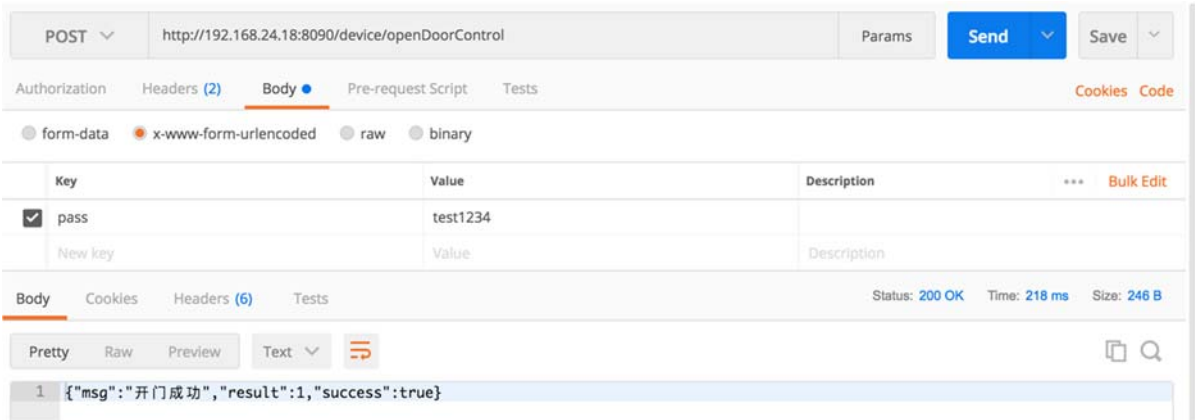 POST http://192.168.24.18:8090/device/openDoorControl Params Send Save
Authorization Headers (2) Body Pre-request Script Tests Cookies Code
form-data x-www-form-urlencoded raw binary
Key Value Description ••• Bulk Edit
pass test1234
New key Value Description
Body Cookies Headers (6) Tests Status: 200 OK Time: 218 ms Size: 246 B
Pretty Raw Preview Text
1 {"msg":"开门成功","result":1,"success":true}